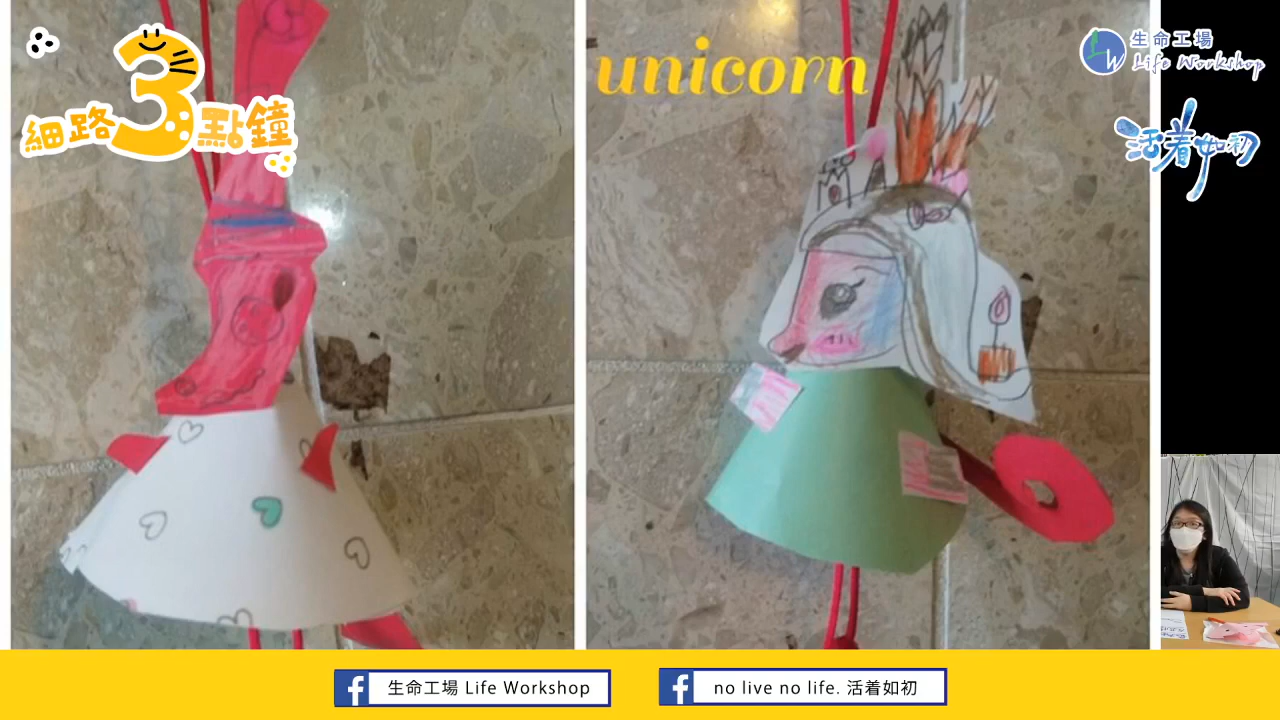 細路3點鐘
unicorn
生命工場
Life Workshop
活着如初
生命工場 Life Workshop
no live no life. 活着如初